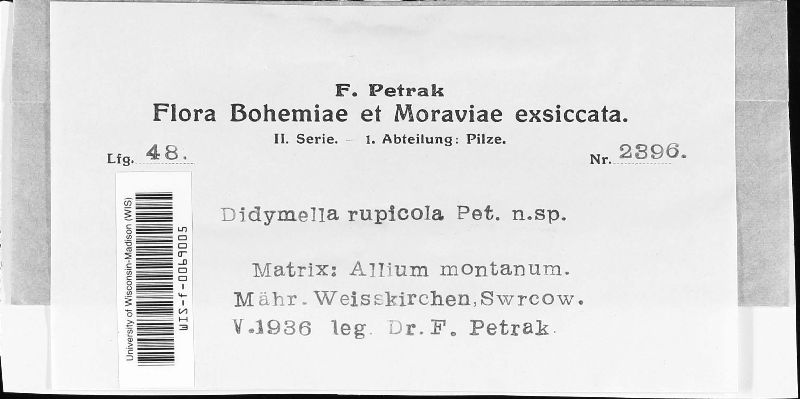 F. Petrak
Flora Bohemiae et Moraviae exsiccata.
II. Serie. – 1. Abteilung: Pilze.
Lfg. 48.
Nr. 2396.
Didymella rupicola Pet. n.sp.
Matrix: Allium montanum.
Mähr. Weisskirchen, Swrcow.
V.1936 leg. Dr. F. Petrak.
University of Wisconsin-Madison (WIS)
WIS-f-0069005